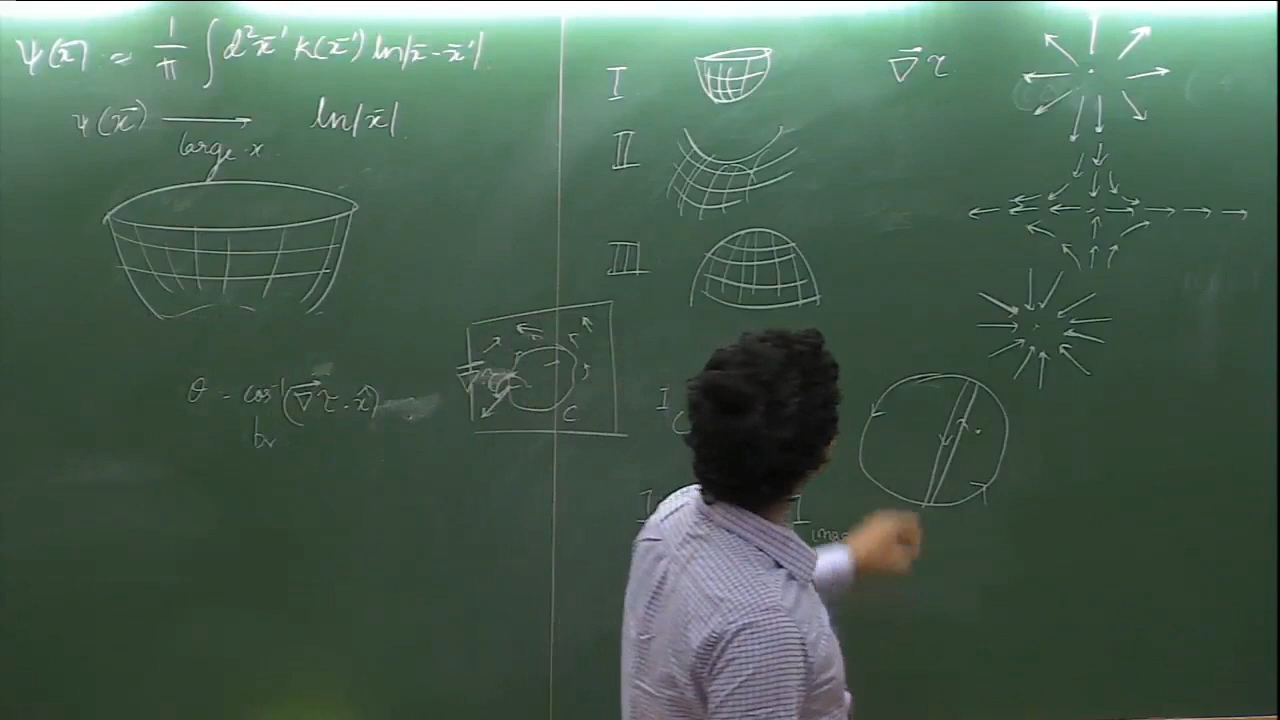 ψ(x̄) = 1/π ∫ d²x̄' K(x̄') ln|x̄-x̄'|
ψ(x̄) ⟶ ln|x̄|
large x
I
∇⃗τ
II
III
θ = cos⁻¹(∇⃗τ · x̂)
C
I
I